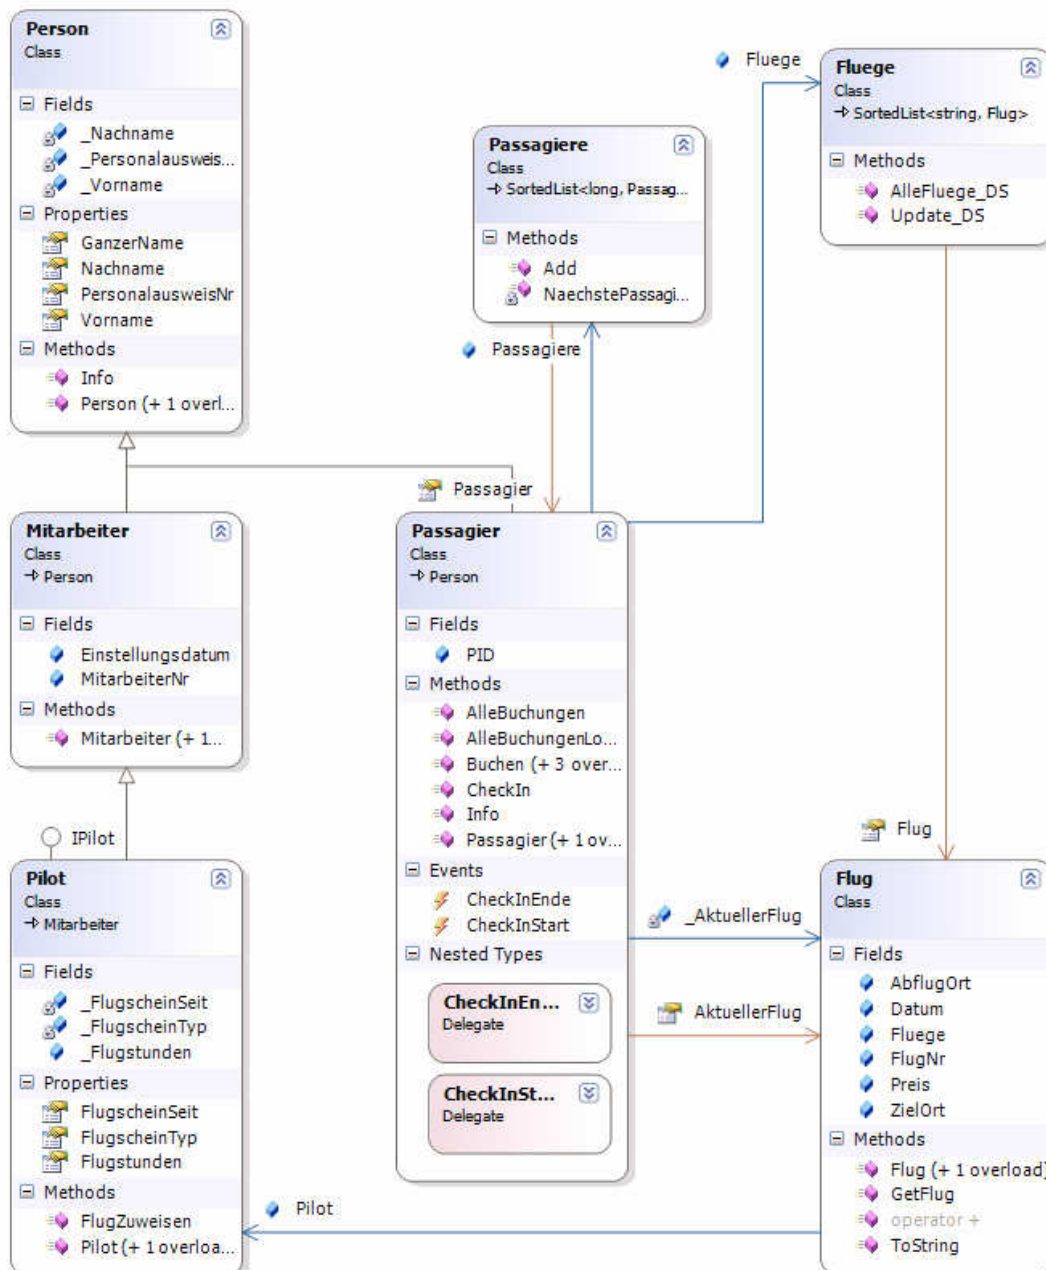 Person
Class
Fields
_Nachname
_Personalausweis...
_Vorname
Properties
GanzerName
Nachname
PersonalausweisNr
Vorname
Methods
Info
Person (+ 1 overl...
Passagiere
Class
SortedList<long, Passag...
Methods
Add
NaechstePassagi...
Fluege
Fluege
Class
SortedList<string, Flug>
Methods
AlleFluege_DS
Update_DS
Passagiere
Passagier
Mitarbeiter
Class
Person
Fields
Einstellungsdatum
MitarbeiterNr
Methods
Mitarbeiter (+ 1...
IPilot
Pilot
Class
Mitarbeiter
Fields
_FlugscheinSeit
_FlugscheinTyp
_Flugstunden
Properties
FlugscheinSeit
FlugscheinTyp
Flugstunden
Methods
FlugZuweisen
Pilot (+ 1 overloa...
Passagier
Class
Person
Fields
PID
Methods
AlleBuchungen
AlleBuchungenLo...
Buchen (+ 3 over...
CheckIn
Info
Passagier (+ 1 ov...
Events
CheckInEnde
CheckInStart
Nested Types
CheckInEn...
Delegate
CheckInSt...
Delegate
_AktuellerFlug
AktuellerFlug
Pilot
Flug
Flug
Class
Fields
AbflugOrt
Datum
Fluege
FlugNr
Preis
ZielOrt
Methods
Flug (+ 1 overload)
GetFlug
operator +
ToString